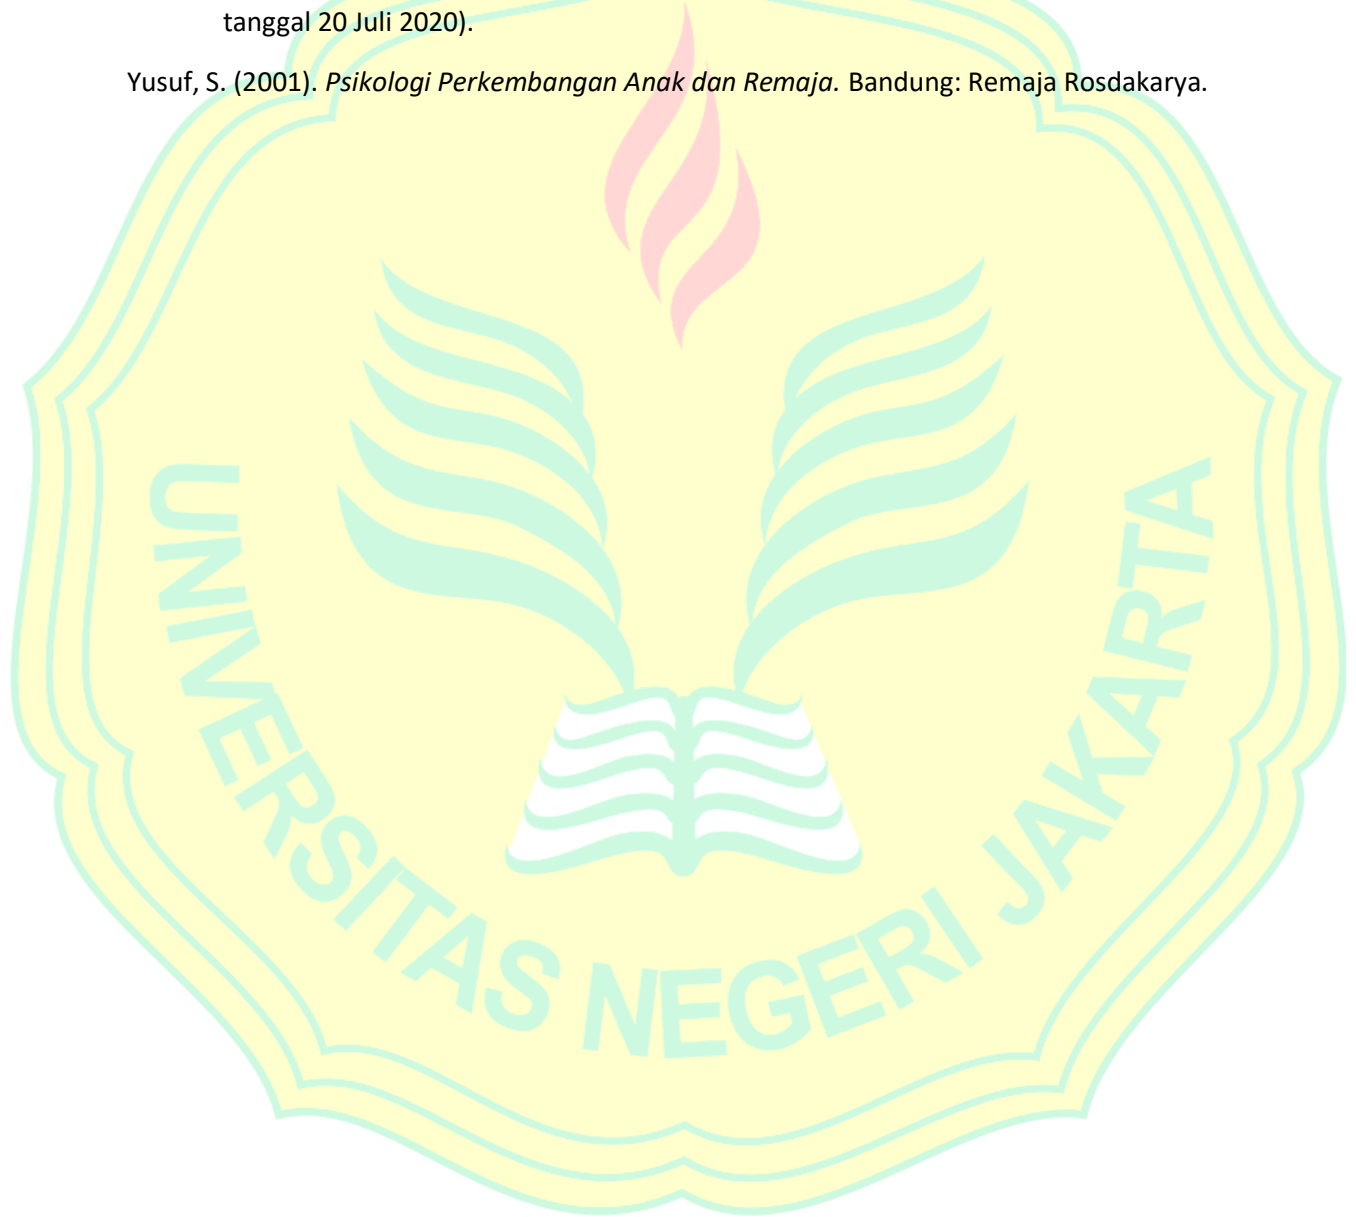 tanggal 20 Juli 2020).
Yusuf, S. (2001). Psikologi Perkembangan Anak dan Remaja. Bandung: Remaja Rosdakarya.
UNIVERSITAS NEGERI JAKARTA